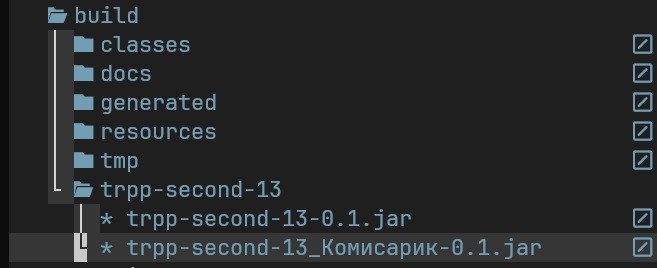 build
classes
docs
generated
resources
tmp
trpp-second-13
* trpp-second-13-0.1.jar
* trpp-second-13_Комисарик-0.1.jar